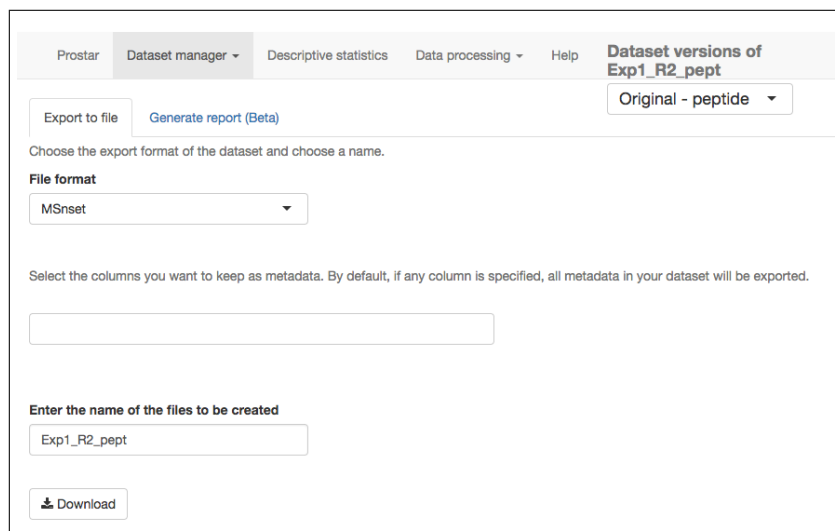 Prostar Dataset manager Descriptive statistics Data processing Help
Dataset versions of
Exp1_R2_pept
Original - peptide
Export to file Generate report (Beta)
Choose the export format of the dataset and choose a name.
File format
MSnset
Select the columns you want to keep as metadata. By default, if any column is specified, all metadata in your dataset will be exported.
Enter the name of the files to be created
Exp1_R2_pept
Download